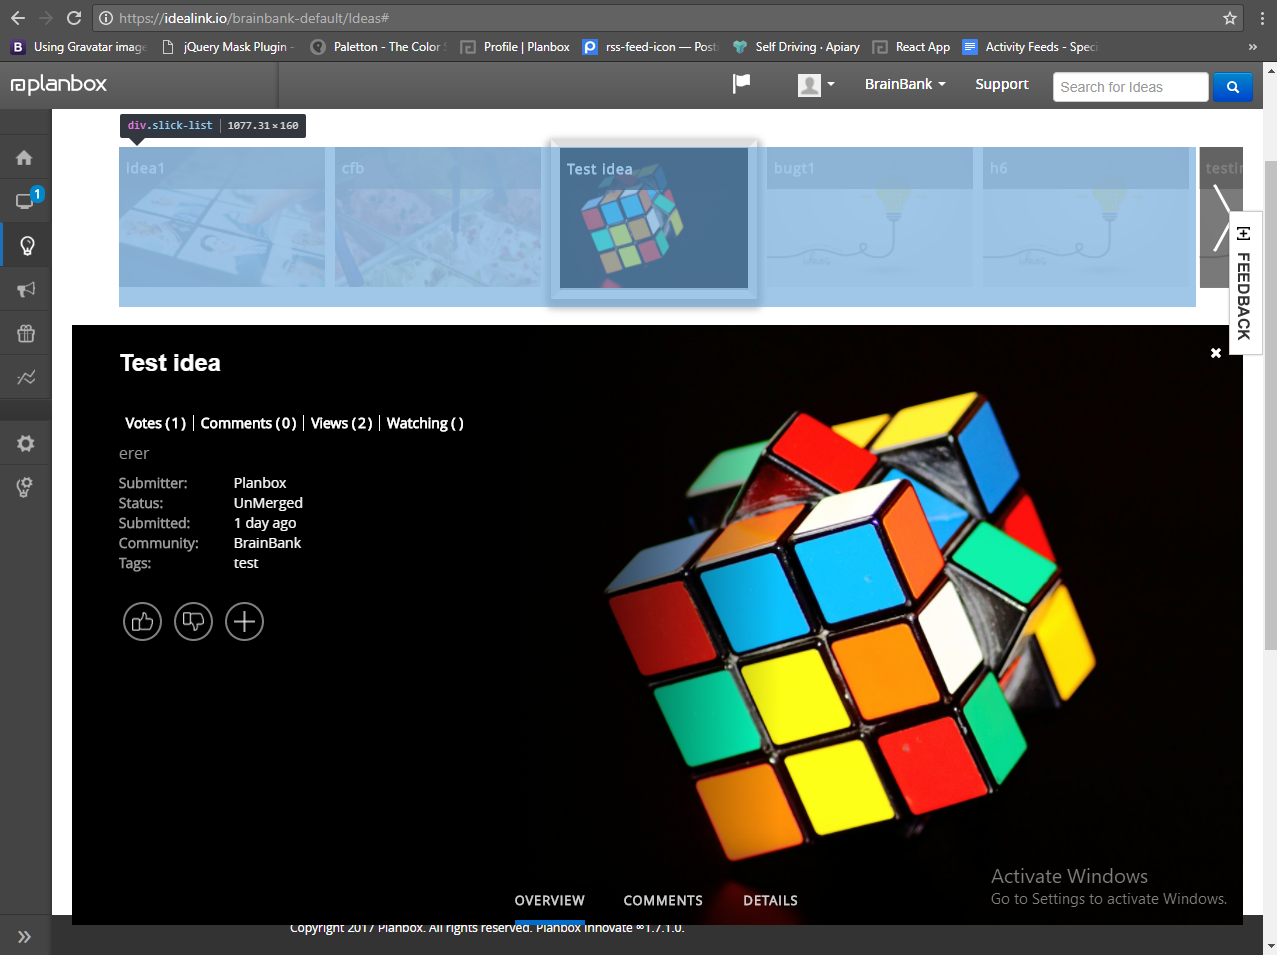 https://idealink.io/brainbank-default/Ideas#
B Using Gravatar imag
jQuery Mask Plugin -
Paletton - The Color
Profile | Planbox
rss-feed-icon — Post
Self Driving · Apiary
React App
Activity Feeds - Speci
»
planbox
BrainBank
Support
Search for Ideas
div.slick-list | 1077.31 × 160
idea1
cfb
Test idea
bugt1
h6
testin
1
[+] FEEDBACK
Test idea
Votes (1) | Comments (0) | Views (2) | Watching ()
erer
Submitter: Planbox
Status: UnMerged
Submitted: 1 day ago
Community: BrainBank
Tags: test
Activate Windows
Go to Settings to activate Windows.
OVERVIEW
COMMENTS
DETAILS
Copyright 2017 Planbox. All rights reserved. Planbox Innovate ∞1.7.1.0.